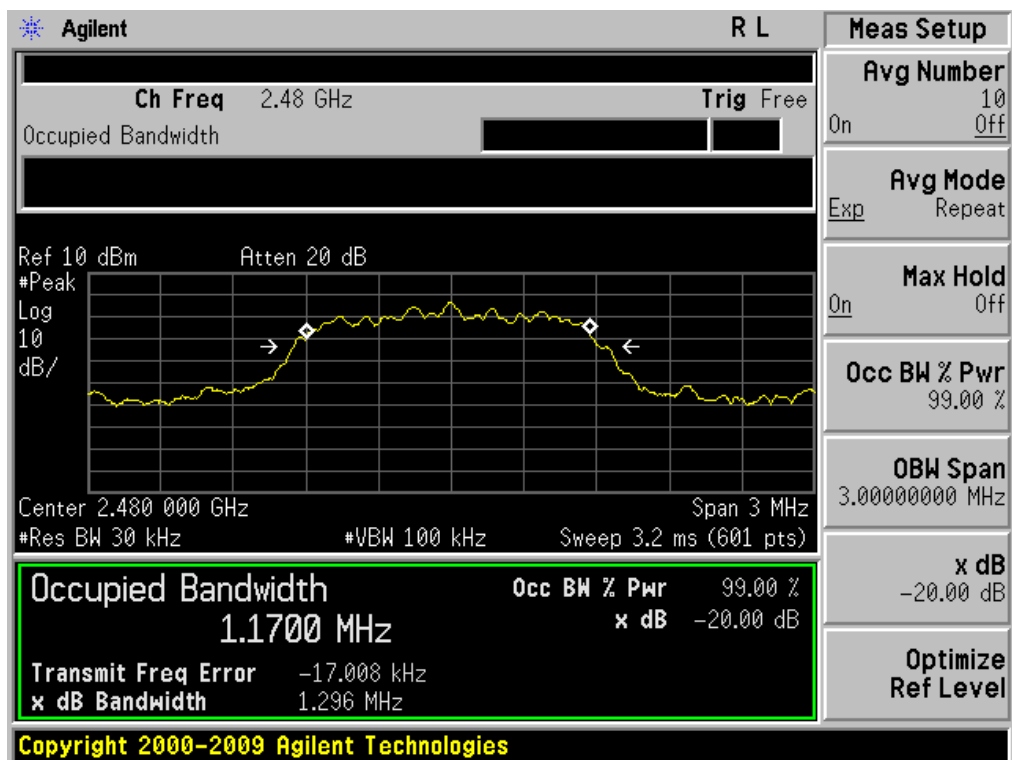 Agilent R L Meas Setup
Ch Freq 2.48 GHz Trig Free
Occupied Bandwidth
Ref 10 dBm Atten 20 dB
#Peak
Log
10
dB/
Center 2.480 000 GHz Span 3 MHz
#Res BW 30 kHz #VBW 100 kHz Sweep 3.2 ms (601 pts)
Occupied Bandwidth
1.1700 MHz
Occ BW % Pwr 99.00 %
x dB -20.00 dB
Transmit Freq Error -17.008 kHz
x dB Bandwidth 1.296 MHz
Avg Number
10
On Off
Avg Mode
Exp Repeat
Max Hold
On Off
Occ BW % Pwr
99.00 %
OBW Span
3.00000000 MHz
x dB
-20.00 dB
Optimize
Ref Level
Copyright 2000-2009 Agilent Technologies